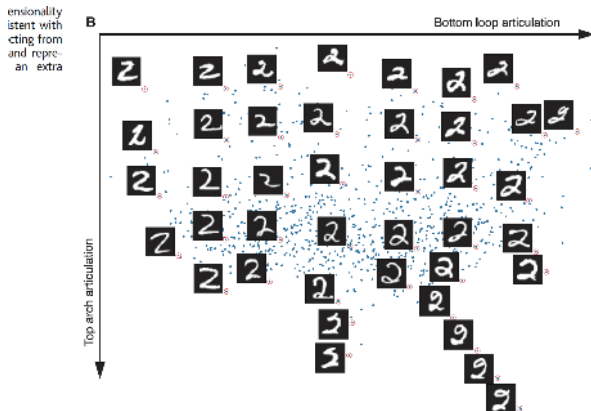 ensionality
istent with
cting from
and repre-
an extra
B
Bottom loop articulation
Top arch articulation